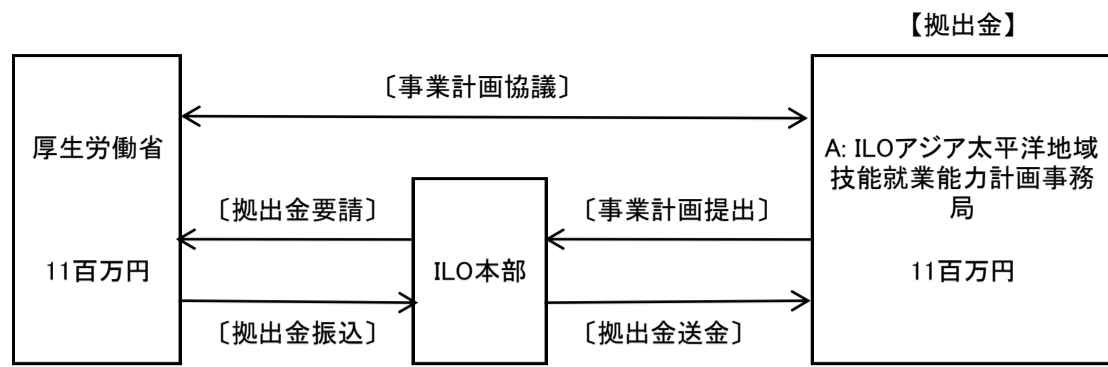 【拠出金】
〔事業計画協議〕
厚生労働省
11百万円
〔拠出金要請〕
〔拠出金振込〕
ILO本部
〔事業計画提出〕
〔拠出金送金〕
A: ILOアジア太平洋地域
技能就業能力計画事務
局
11百万円